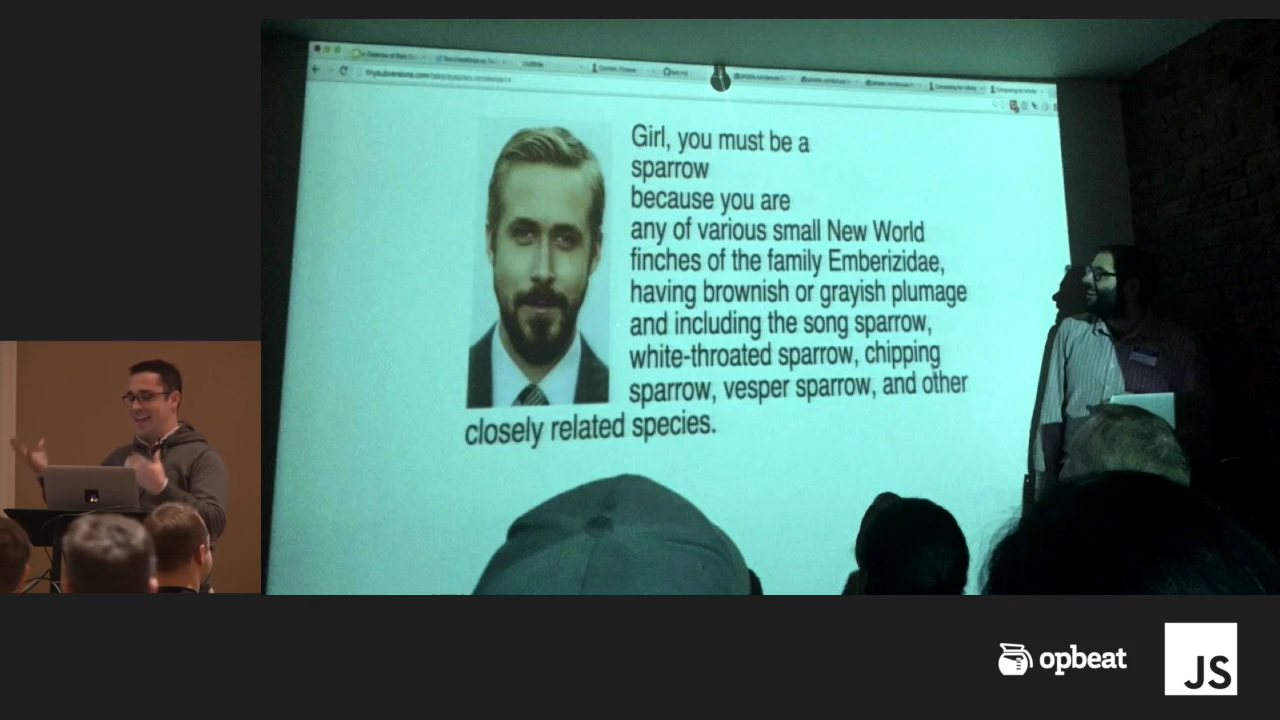 Girl, you must be a
sparrow
because you are
any of various small New World
finches of the family Emberizidae,
having brownish or grayish plumage
and including the song sparrow,
white-throated sparrow, chipping
sparrow, vesper sparrow, and other
closely related species.
opbeat
JS